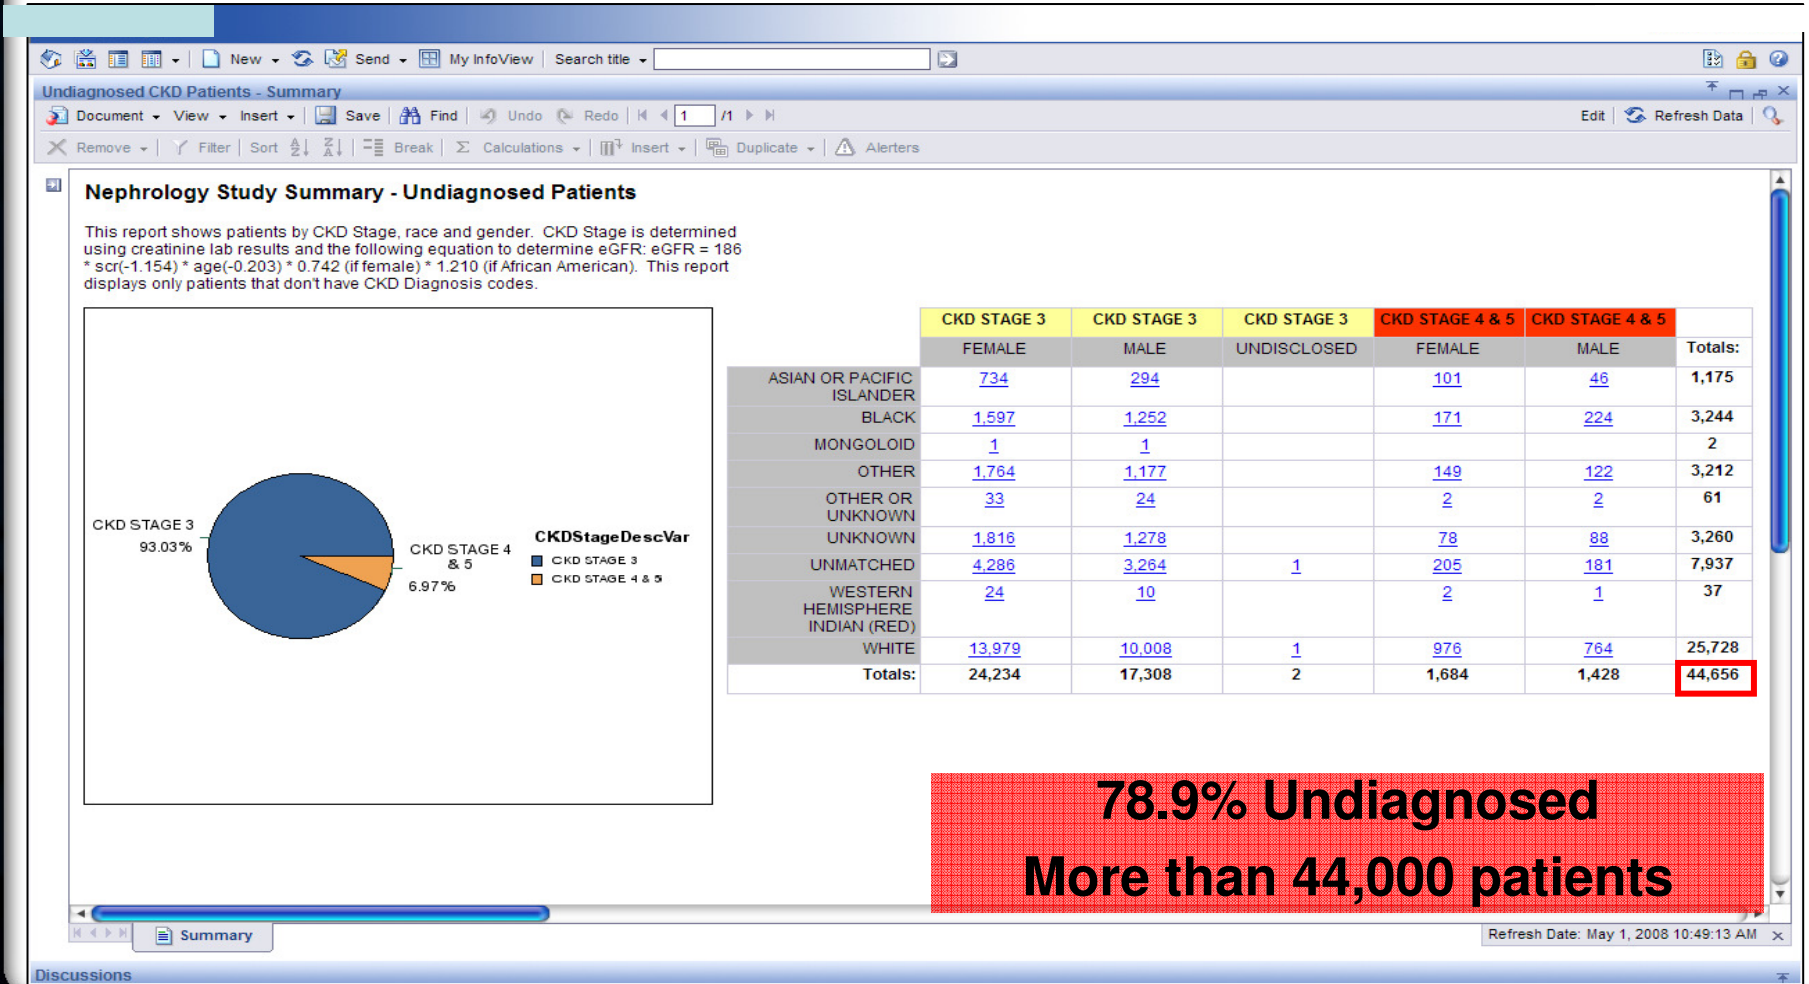 New Send My InfoView Search title
Undiagnosed CKD Patients - Summary
Document View Insert Save Find Undo Redo 1 /1 Edit Refresh Data
Remove Filter Sort Break Calculations Insert Duplicate Alerters
Nephrology Study Summary - Undiagnosed Patients
This report shows patients by CKD Stage, race and gender. CKD Stage is determined
using creatinine lab results and the following equation to determine eGFR: eGFR = 186
* scr(-1.154) * age(-0.203) * 0.742 (if female) * 1.210 (if African American). This report
displays only patients that don't have CKD Diagnosis codes.
CKD STAGE 3
93.03%
CKD STAGE 4
& 5
6.97%
CKDStageDescVar
CKD STAGE 3
CKD STAGE 4 & 5
CKD STAGE 3 CKD STAGE 3 CKD STAGE 3 CKD STAGE 4 & 5 CKD STAGE 4 & 5
FEMALE MALE UNDISCLOSED FEMALE MALE Totals:
ASIAN OR PACIFIC 734 294 101 46 1,175
ISLANDER
BLACK 1,597 1,252 171 224 3,244
MONGOLOID 1 1 2
OTHER 1,764 1,177 149 122 3,212
OTHER OR 33 24 2 2 61
UNKNOWN
UNKNOWN 1,816 1,278 78 88 3,260
UNMATCHED 4,286 3,264 1 205 181 7,937
WESTERN 24 10 2 1 37
HEMISPHERE
INDIAN (RED)
WHITE 13,979 10,008 1 976 764 25,728
Totals: 24,234 17,308 2 1,684 1,428 44,656
78.9% Undiagnosed
More than 44,000 patients
Summary
Refresh Date: May 1, 2008 10:49:13 AM
Discussions